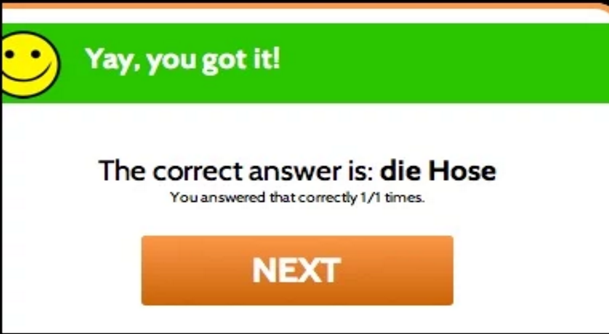 Yay, you got it!
The correct answer is: die Hose
You answered that correctly 1/1 times.
NEXT